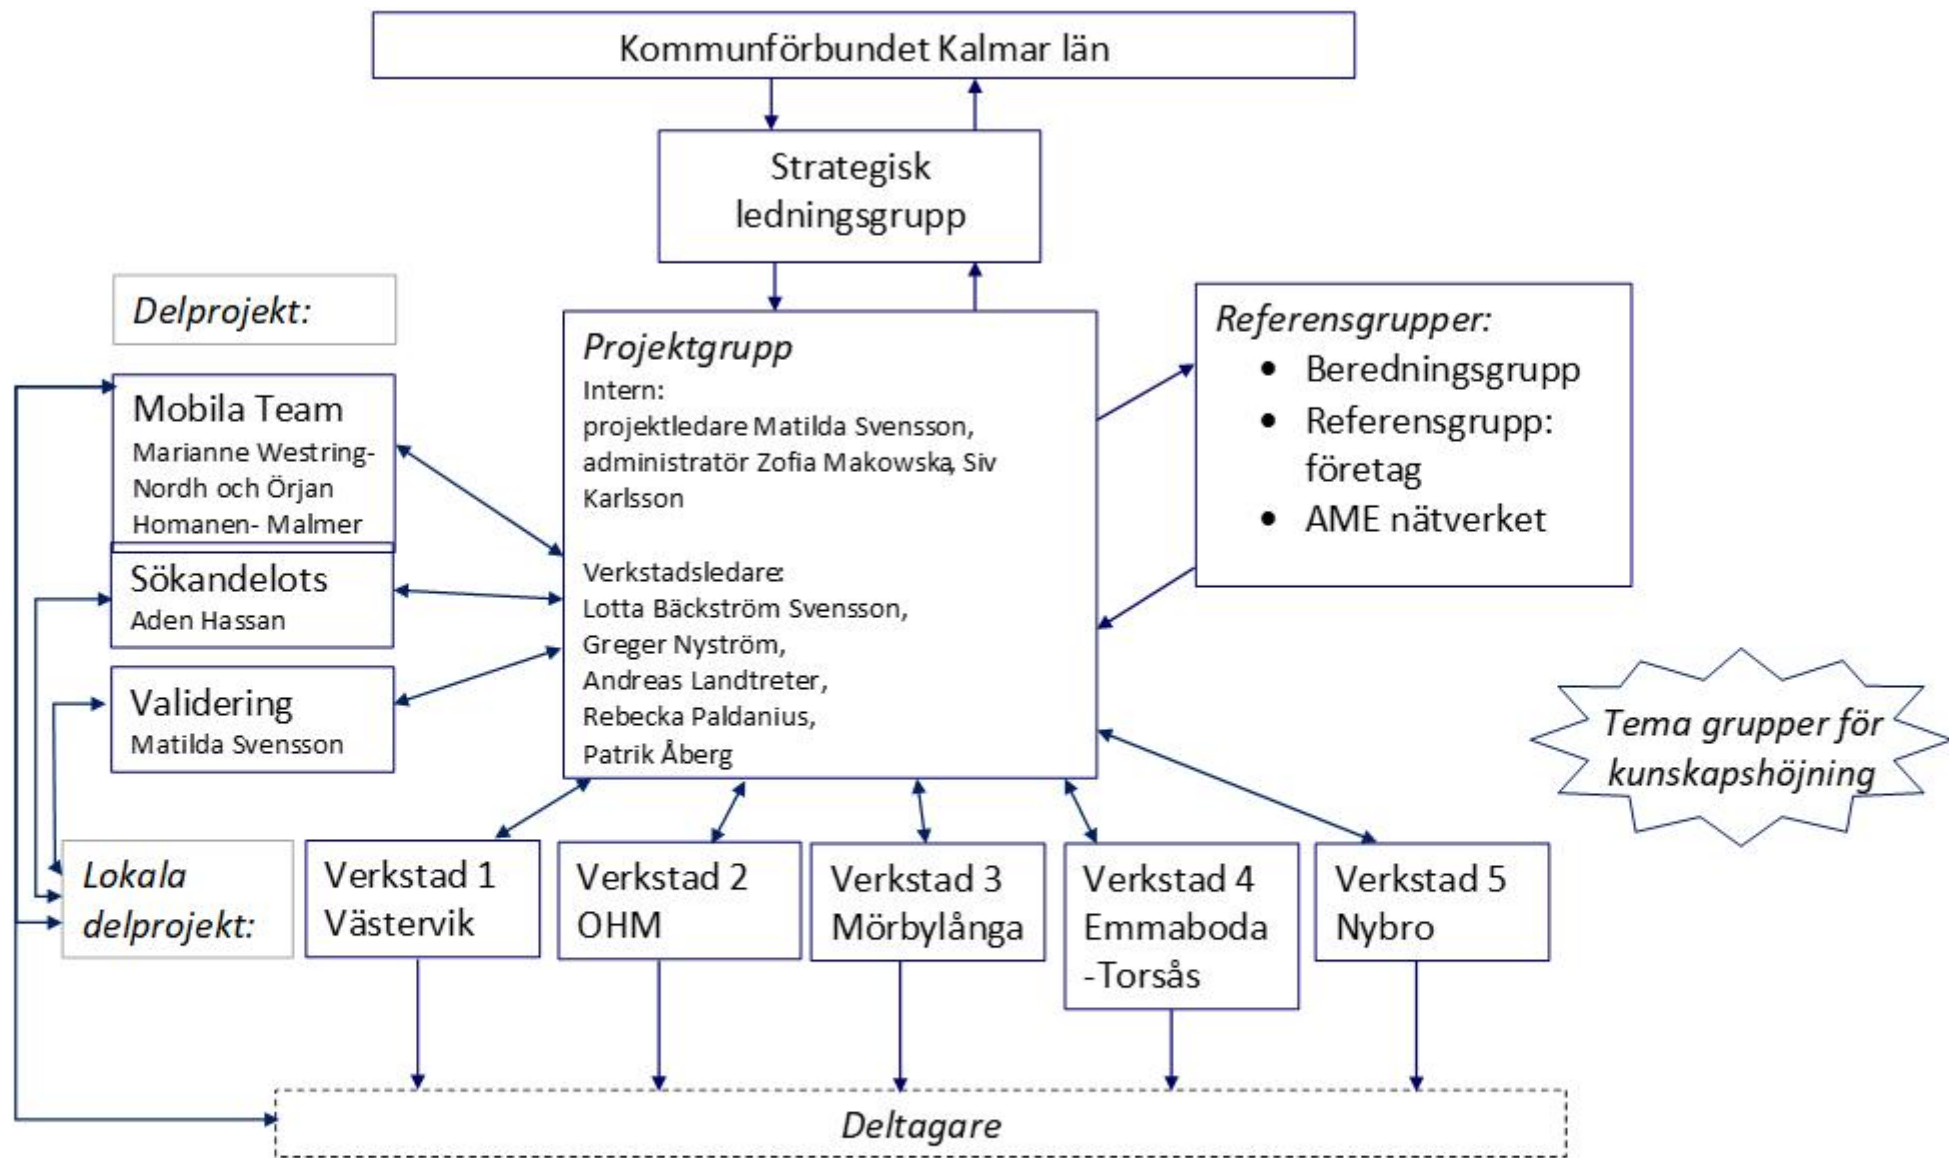 Kommunförbundet Kalmar län
Strategisk
ledningsgrupp
Delprojekt:
Mobila Team
Marianne Westring-
Nordh och Örjan
Homanen- Malmer
Sökandelots
Aden Hassan
Validering
Matilda Svensson
Projektgrupp
Intern:
projektledare Matilda Svensson,
administratör Zofia Makowska, Siv
Karlsson
Verkstadsledare:
Lotta Bäckström Svensson,
Greger Nyström,
Andreas Landtreter,
Rebecka Paldanius,
Patrik Åberg
Referensgrupper:
• Beredningsgrupp
• Referensgrupp:
företag
• AME nätverket
Tema grupper för
kunskapshöjning
Lokala
delprojekt:
Verkstad 1
Västervik
Verkstad 2
OHM
Verkstad 3
Mörbylånga
Verkstad 4
Emmaboda
-Torsås
Verkstad 5
Nybro
Deltagare